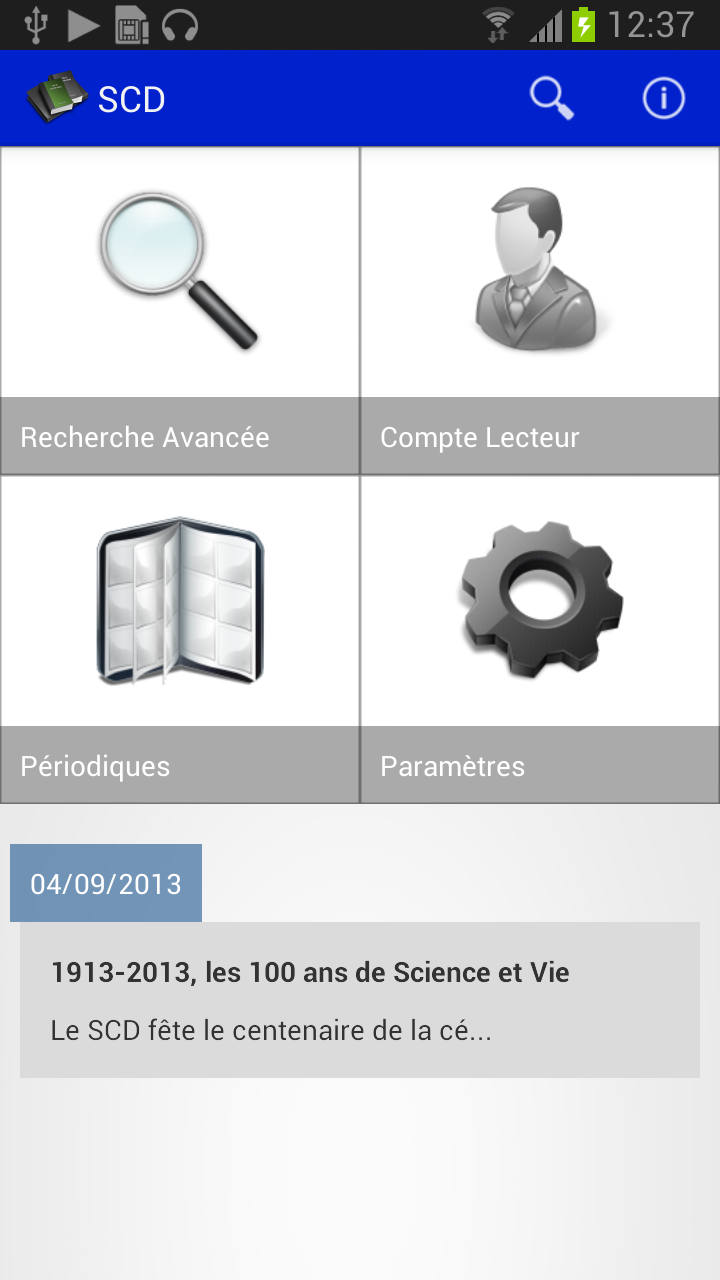 12:37
SCD
Recherche Avancée
Compte Lecteur
Périodiques
Paramètres
04/09/2013
1913-2013, les 100 ans de Science et Vie
Le SCD fête le centenaire de la cé...